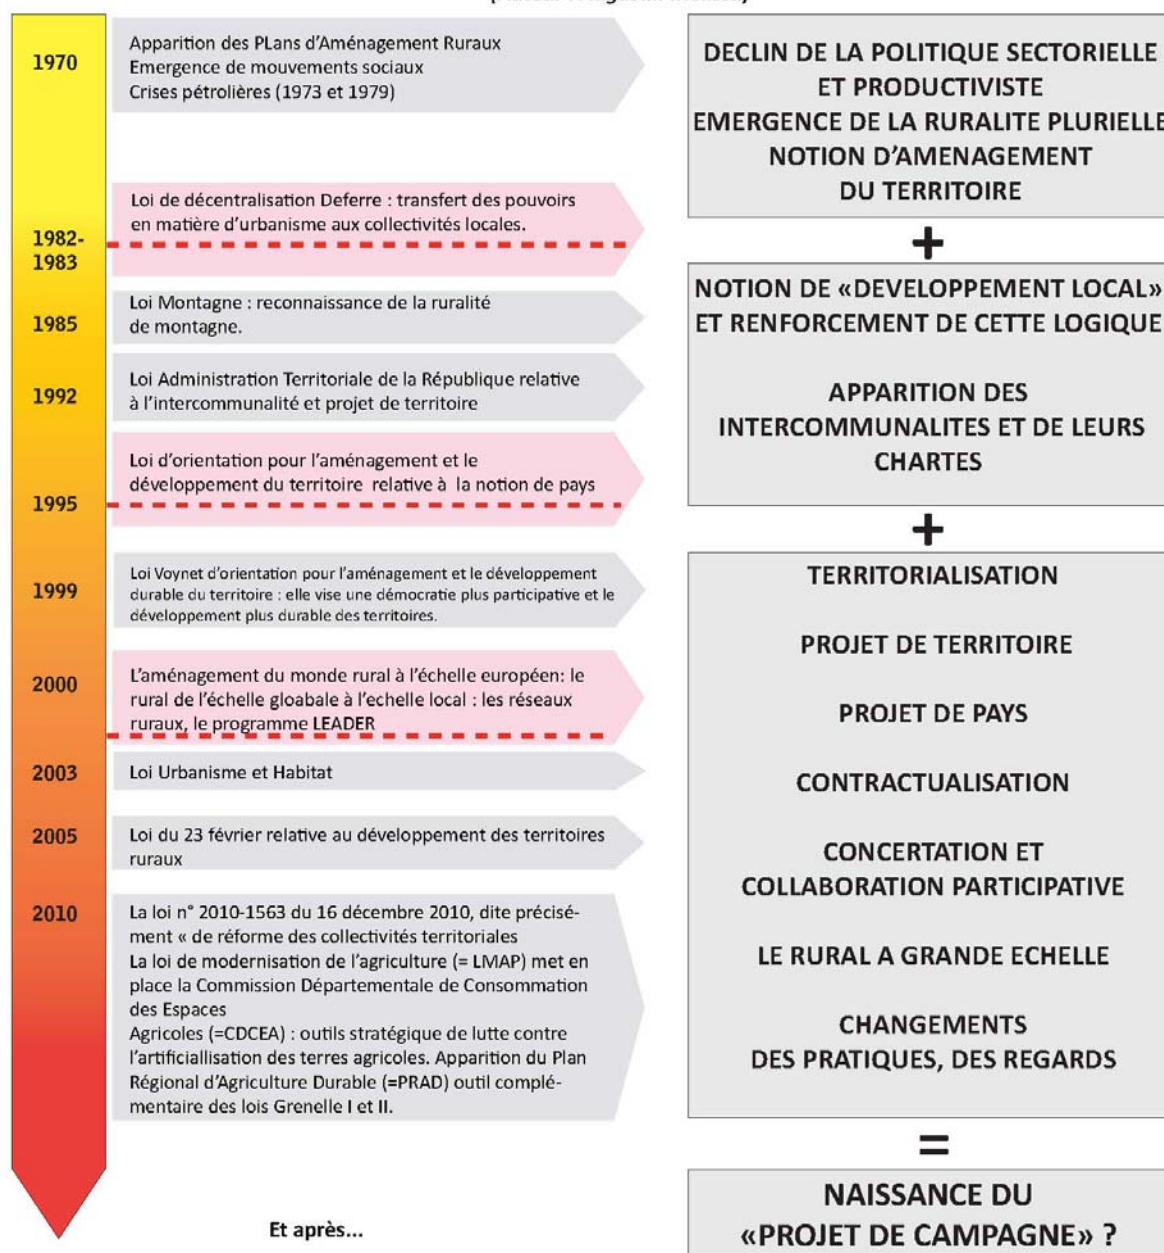 1970
Apparition des PLans d'Aménagement Ruraux
Emergence de mouvements sociaux
Crises pétrolières (1973 et 1979)
1982-
1983
Loi de décentralisation Deferre : transfert des pouvoirs
en matière d'urbanisme aux collectivités locales.
1985
Loi Montagne : reconnaissance de la ruralité
de montagne.
1992
Loi Administration Territoriale de la République relative
à l'intercommunalité et projet de territoire
1995
Loi d'orientation pour l'aménagement et le
développement du territoire relative à la notion de pays
1999
Loi Voynet d'orientation pour l'aménagement et le développement
durable du territoire : elle vise une démocratie plus participative et le
développement plus durable des territoires.
2000
L'aménagement du monde rural à l'échelle européen: le
rural de l'échelle gloabale à l'echelle local : les réseaux
ruraux, le programme LEADER
2003
Loi Urbanisme et Habitat
2005
Loi du 23 février relative au développement des territoires
ruraux
2010
La loi n° 2010-1563 du 16 décembre 2010, dite précisé-
ment « de réforme des collectivités territoriales
La loi de modernisation de l'agriculture (= LMAP) met en
place la Commission Départementale de Consommation
des Espaces
Agricoles (=CDCEA) : outils stratégique de lutte contre
l'artificiallisation des terres agricoles. Apparition du Plan
Régional d'Agriculture Durable (=PRAD) outil complé-
mentaire des lois Grenelle I et II.
Et après...
DECLIN DE LA POLITIQUE SECTORIELLE
ET PRODUCTIVISTE
EMERGENCE DE LA RURALITE PLURIELLE
NOTION D'AMENAGEMENT
DU TERRITOIRE
+
NOTION DE «DEVELOPPEMENT LOCAL»
ET RENFORCEMENT DE CETTE LOGIQUE
APPARITION DES
INTERCOMMUNALITES ET DE LEURS
CHARTES
+
TERRITORIALISATION
PROJET DE TERRITOIRE
PROJET DE PAYS
CONTRACTUALISATION
CONCERTATION ET
COLLABORATION PARTICIPATIVE
LE RURAL A GRANDE ECHELLE
CHANGEMENTS
DES PRATIQUES, DES REGARDS
=
NAISSANCE DU
«PROJET DE CAMPAGNE» ?